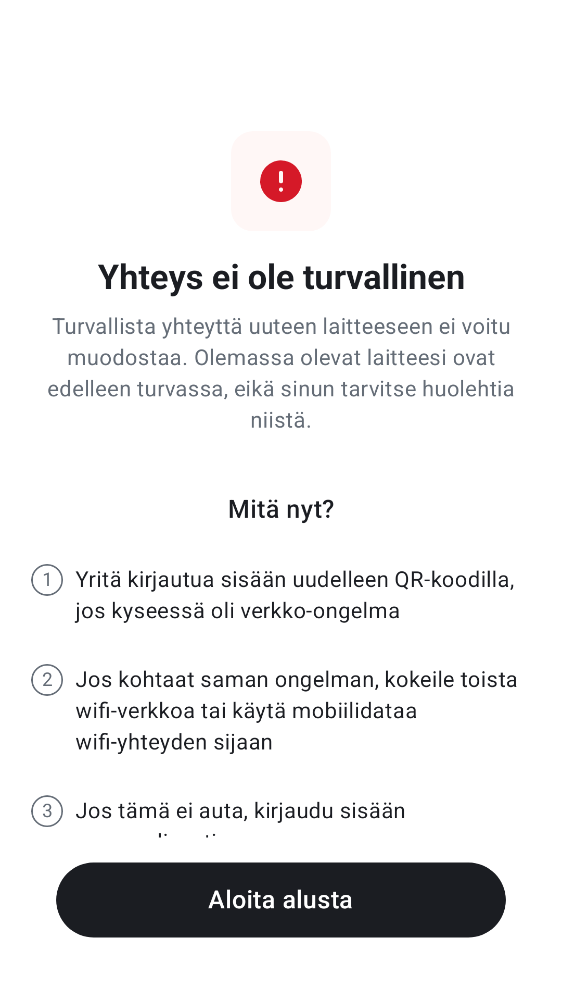 Yhteys ei ole turvallinen
Turvallista yhteyttä uuteen laitteeseen ei voitu
muodostaa. Olemassa olevat laitteesi ovat
edelleen turvassa, eikä sinun tarvitse huolehtia
niistä.
Mitä nyt?
1 Yritä kirjautua sisään uudelleen QR-koodilla,
jos kyseessä oli verkko-ongelma
2 Jos kohtaat saman ongelman, kokeile toista
wifi-verkkoa tai käytä mobiilidataa
wifi-yhteyden sijaan
3 Jos tämä ei auta, kirjaudu sisään
Aloita alusta